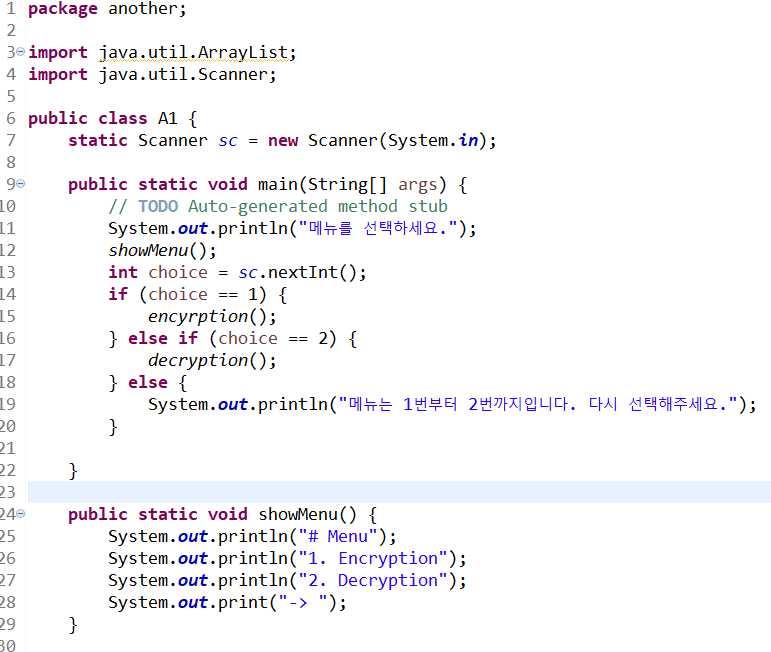 1 package another;
2
3 import java.util.ArrayList;
4 import java.util.Scanner;
5
6 public class A1 {
7     static Scanner sc = new Scanner(System.in);
8
9     public static void main(String[] args) {
10         // TODO Auto-generated method stub
11         System.out.println("메뉴를 선택하세요.");
12         showMenu();
13         int choice = sc.nextInt();
14         if (choice == 1) {
15             encyrption();
16         } else if (choice == 2) {
17             decryption();
18         } else {
19             System.out.println("메뉴는 1번부터 2번까지입니다. 다시 선택해주세요.");
20         }
21
22     }
23
24     public static void showMenu() {
25         System.out.println("# Menu");
26         System.out.println("1. Encryption");
27         System.out.println("2. Decryption");
28         System.out.print("-> ");
29     }
30